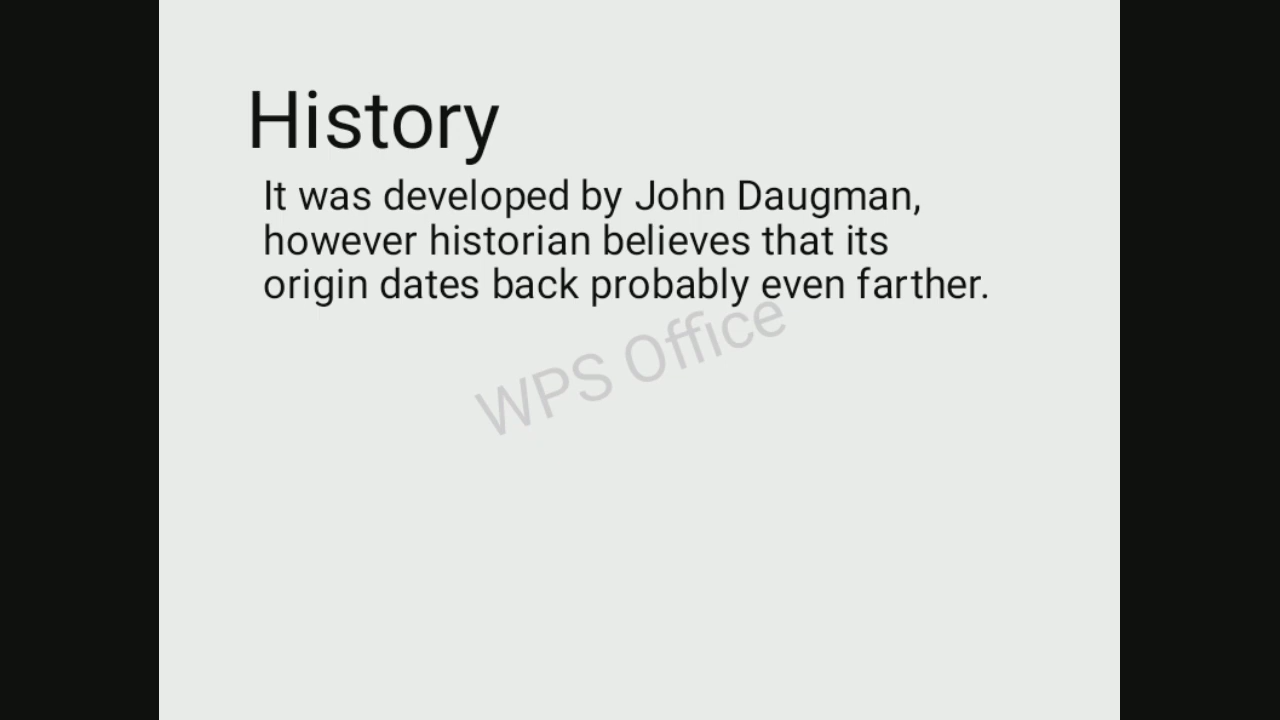 History
It was developed by John Daugman,
however historian believes that its
origin dates back probably even farther.
WPS Office